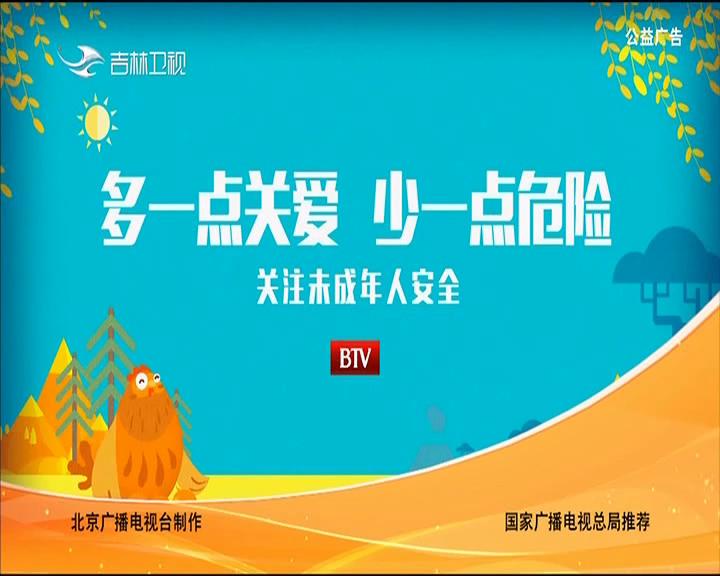 吉林卫视
公益广告
多一点关爱 少一点危险
关注未成年人安全
BTV
北京广播电视台制作
国家广播电视总局推荐